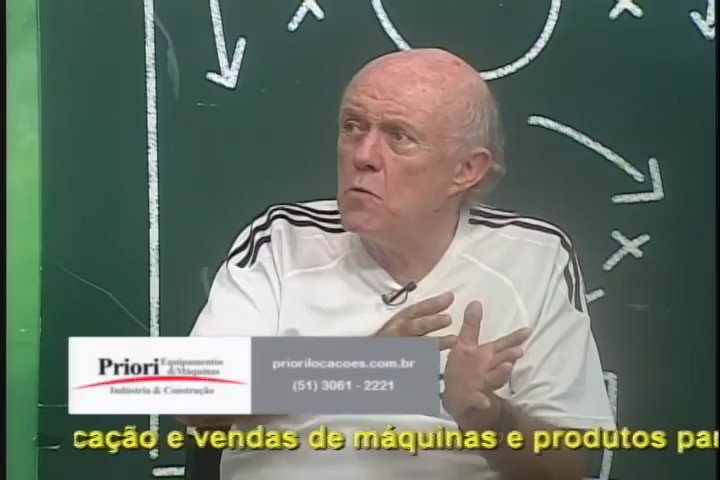 Priori Equipamentos & Máquinas
Indústria & Construção
priorilocacoes.com.br
(51) 3061 - 2221
cação e vendas de máquinas e produtos par